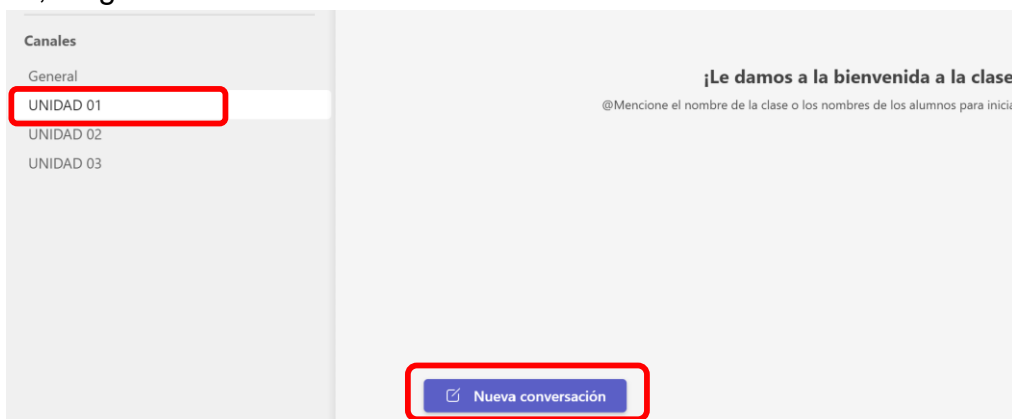 Canales
General
UNIDAD 01
UNIDAD 02
UNIDAD 03
¡Le damos a la bienvenida a la clase
@Mencione el nombre de la clase o los nombres de los alumnos para inicia
Nueva conversación